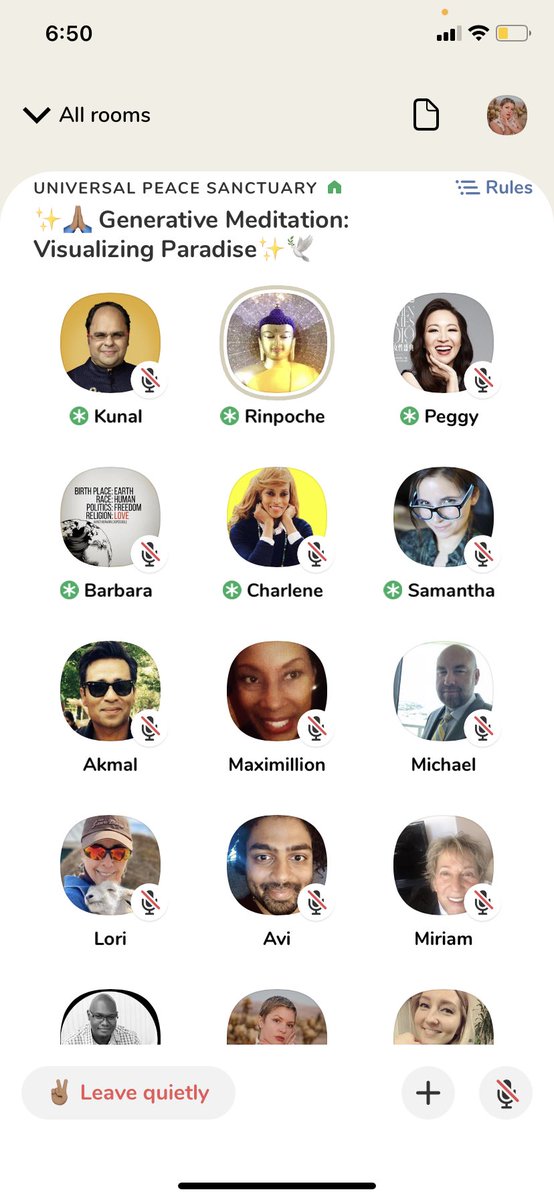 6:50
All rooms
UNIVERSAL PEACE SANCTUARY
Rules
✨🙏🏽 Generative Meditation:
Visualizing Paradise✨🕊️
Kunal
Rinpoche
Peggy
BIRTH PLACE: EARTH
RACE: HUMAN
POLITICS: FREEDOM
RELIGION: LOVE
Barbara
Charlene
Samantha
Akmal
Maximillion
Michael
Lori
Avi
Miriam
✌🏽 Leave quietly